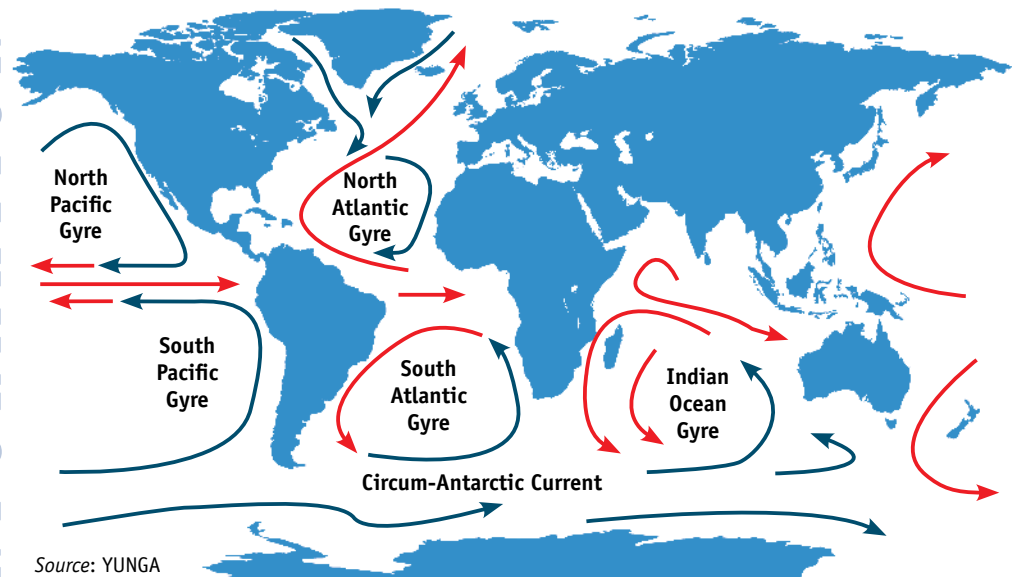 North
Pacific
Gyre
North
Atlantic
Gyre
South
Pacific
Gyre
South
Atlantic
Gyre
Indian
Ocean
Gyre
Circum-Antarctic Current
Source: YUNGA